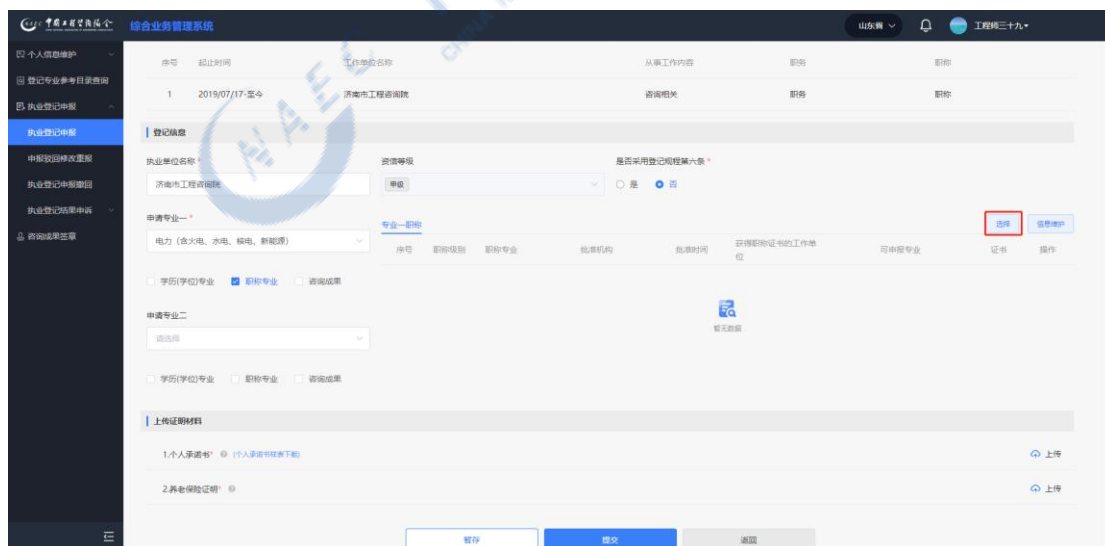 中国工程咨询协会 综合业务管理系统 山东省 工程师三十九
个人信息维护
登记专业参考目录查询
执业登记申报
执业登记申报
申报驳回修改重报
执业登记申报撤回
执业登记结果申诉
咨询成果签章
序号 起止时间 工作单位名称 从事工作内容 职务 职称
1 2019/07/17-至今 济南市工程咨询院 咨询相关 职务 职称
登记信息
执业单位名称* 资信等级 是否采用登记规程第六条*
济南市工程咨询院 甲级 是 否
申请专业一* 专业一职称 选择 信息维护
电力（含火电、水电、核电、新能源）
序号 职称级别 职称专业 批准机构 批准时间 获得职称证书的工作单位 可申报专业 证书 操作
学历(学位)专业 职称专业 咨询成果
暂无数据
申请专业二
请选择
学历(学位)专业 职称专业 咨询成果
上传证明材料
1.个人承诺书* (个人承诺书样表下载) 上传
2.养老保险证明* 上传
暂存 提交 返回
CNAEC